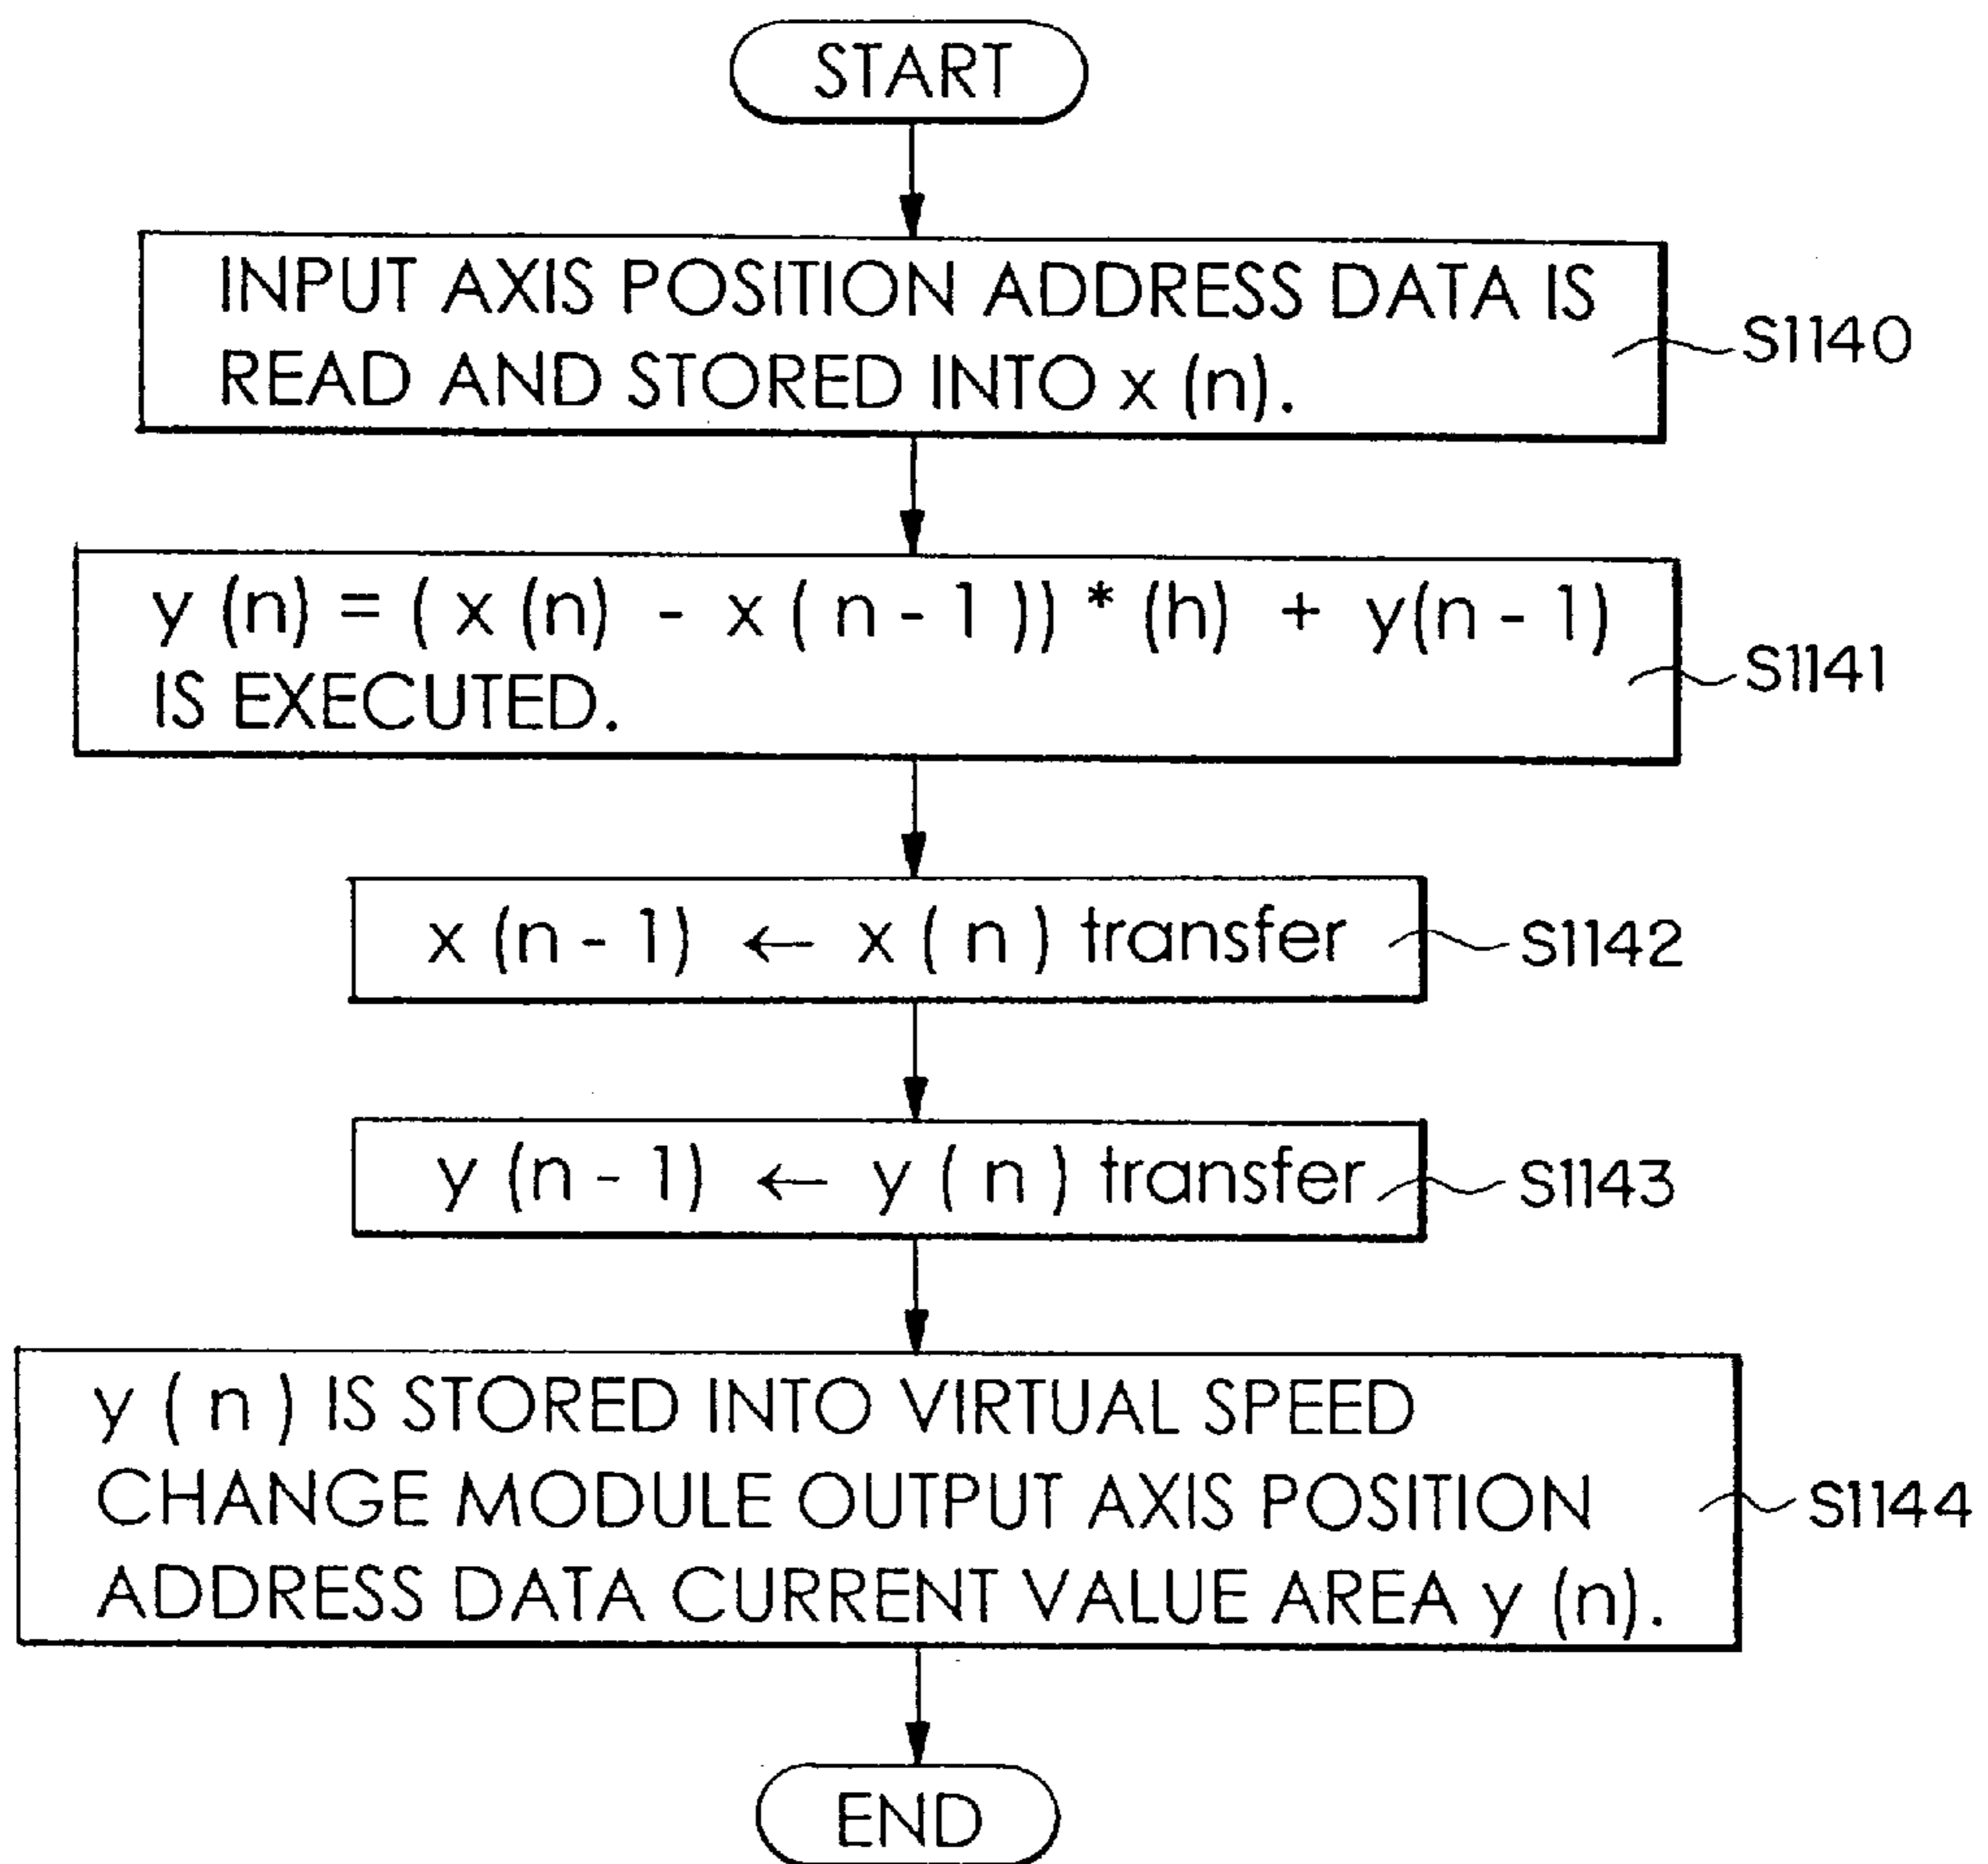 START
INPUT AXIS POSITION ADDRESS DATA IS
READ AND STORED INTO x (n).
S1140
y (n) = ( x (n) - x ( n - 1 )) * (h) + y(n - 1)
IS EXECUTED.
S1141
x (n - 1) ← x ( n ) transfer
S1142
y (n - 1) ← y ( n ) transfer
S1143
y ( n ) IS STORED INTO VIRTUAL SPEED
CHANGE MODULE OUTPUT AXIS POSITION
ADDRESS DATA CURRENT VALUE AREA y (n).
S1144
END